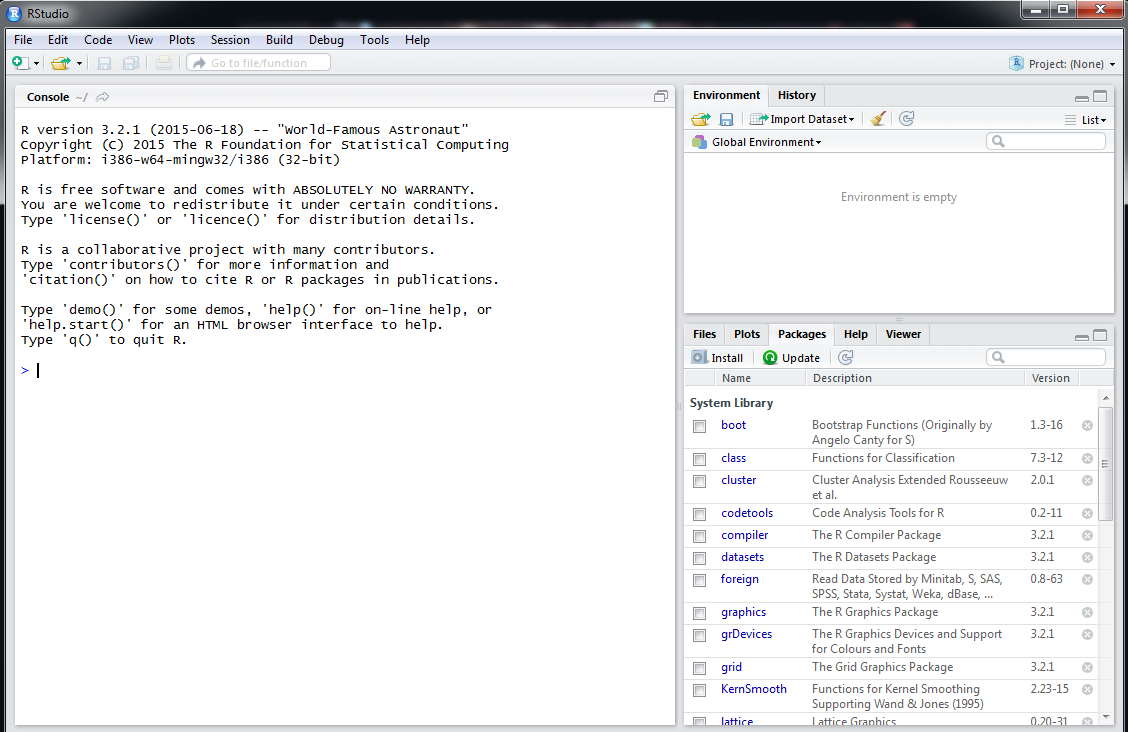 RStudio
File Edit Code View Plots Session Build Debug Tools Help
Go to file/function
Project: (None)
Console ~/
R version 3.2.1 (2015-06-18) -- "World-Famous Astronaut"
Copyright (C) 2015 The R Foundation for Statistical Computing
Platform: i386-w64-mingw32/i386 (32-bit)
R is free software and comes with ABSOLUTELY NO WARRANTY.
You are welcome to redistribute it under certain conditions.
Type 'license()' or 'licence()' for distribution details.
R is a collaborative project with many contributors.
Type 'contributors()' for more information and
'citation()' on how to cite R or R packages in publications.
Type 'demo()' for some demos, 'help()' for on-line help, or
'help.start()' for an HTML browser interface to help.
Type 'q()' to quit R.
>
Environment History
Import Dataset List
Global Environment
Environment is empty
Files Plots Packages Help Viewer
Install Update
Name Description Version
System Library
boot Bootstrap Functions (Originally by 1.3-16
Angelo Canty for S)
class Functions for Classification 7.3-12
cluster Cluster Analysis Extended Rousseeuw 2.0.1
et al.
codetools Code Analysis Tools for R 0.2-11
compiler The R Compiler Package 3.2.1
datasets The R Datasets Package 3.2.1
foreign Read Data Stored by Minitab, S, SAS, 0.8-63
SPSS, Stata, Systat, Weka, dBase, ...
graphics The R Graphics Package 3.2.1
grDevices The R Graphics Devices and Support 3.2.1
for Colours and Fonts
grid The Grid Graphics Package 3.2.1
KernSmooth Functions for Kernel Smoothing 2.23-15
Supporting Wand & Jones (1995)
lattice Lattice Graphics 0.20-31